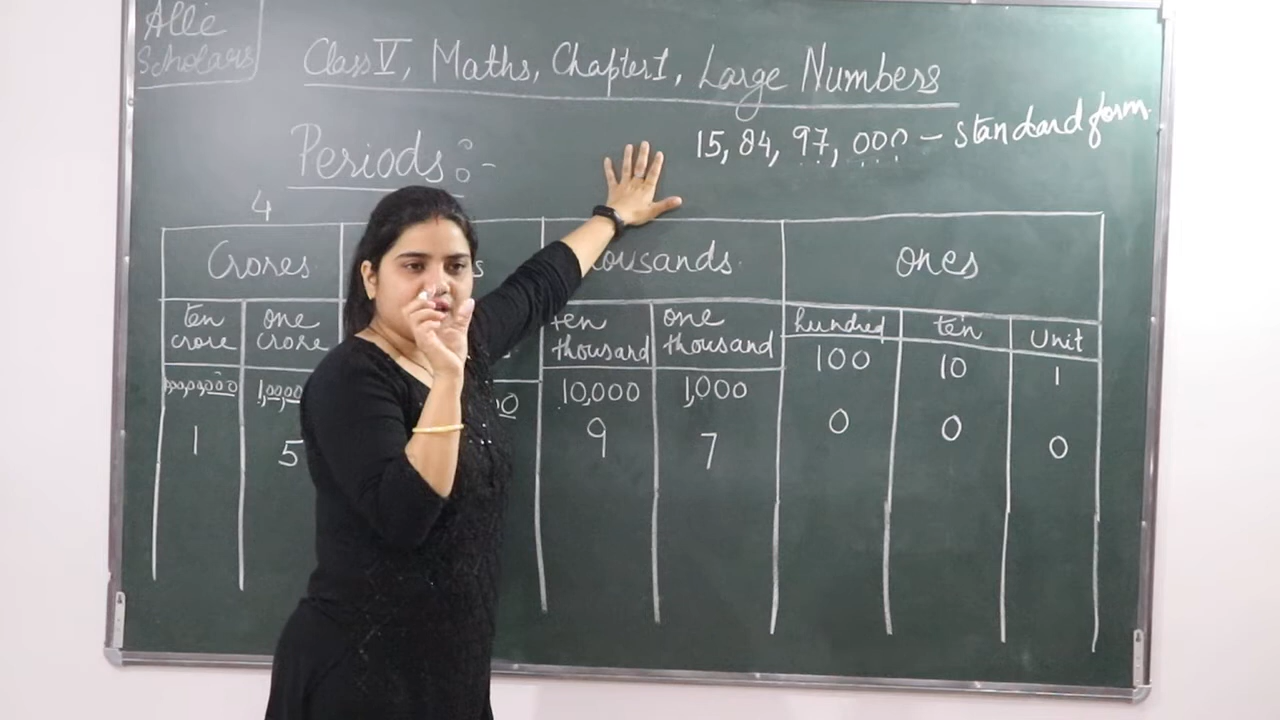 Alle
Scholars
Class V, Maths, Chapter 1, Large Numbers
15, 84, 97, 000 – standard form
Periods :-
4
Crores ousands. ones
ten crore one crore ten thousand one thousand hundred ten Unit
10,000 1,000 100 10 1
1 5 9 7 0 0 0